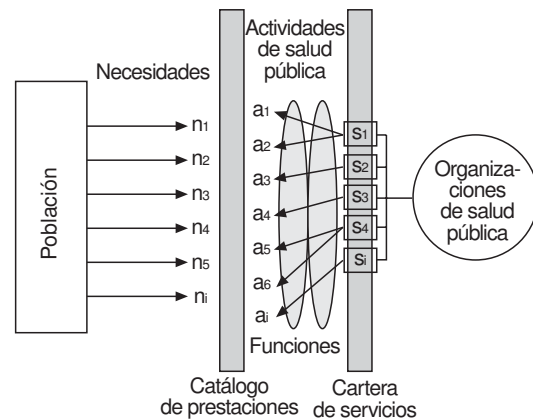 Actividades
de salud
pública
Necesidades
Población
n1
n2
n3
n4
n5
ni
a1
a2
a3
a4
a5
a6
ai
s1
s2
s3
s4
si
Organiza-
ciones
de salud
pública
Funciones
Catálogo
de prestaciones
Cartera
de servicios